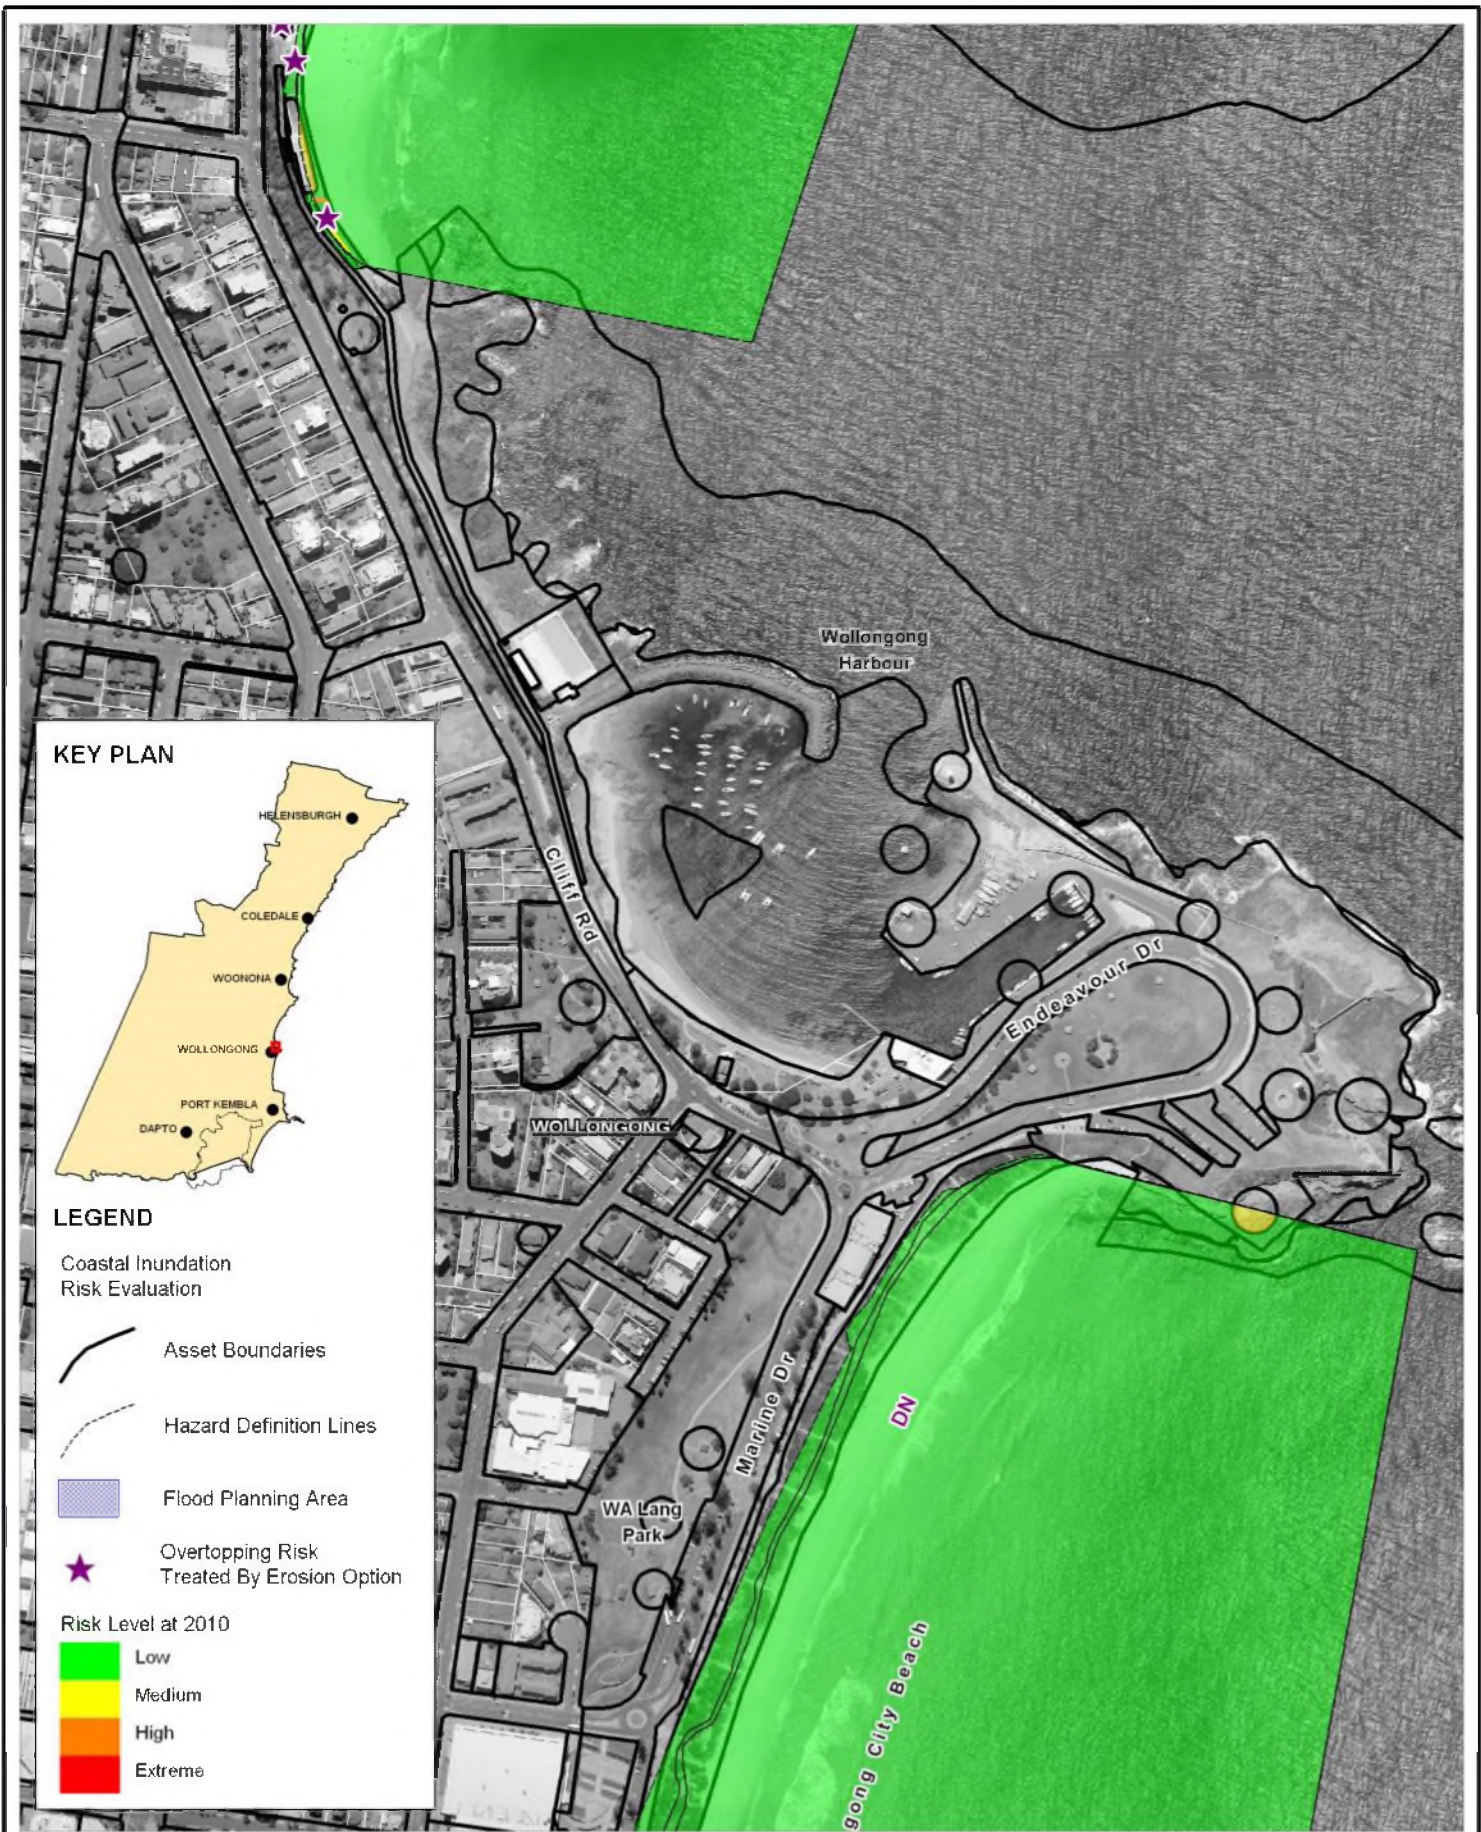 Wollongong
Harbour
KEY PLAN
HELENSBURGH
COLEDALE
WOONONA
WOLLONGONG
PORT KEMBLA
DAPTO
LEGEND
Coastal Inundation
Risk Evaluation
Asset Boundaries
Hazard Definition Lines
Flood Planning Area
Overtopping Risk
Treated By Erosion Option
Risk Level at 2010
Low
Medium
High
Extreme
Cliff Rd
Endeavour Dr
WOLLONGONG
Marine Dr
DN
WA Lang
Park
gong City Beach